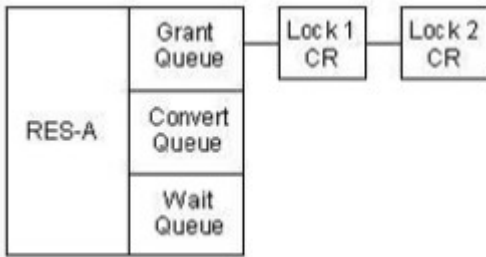 RES-A
Grant
Queue
Convert
Queue
Wait
Queue
Lock 1
CR
Lock 2
CR